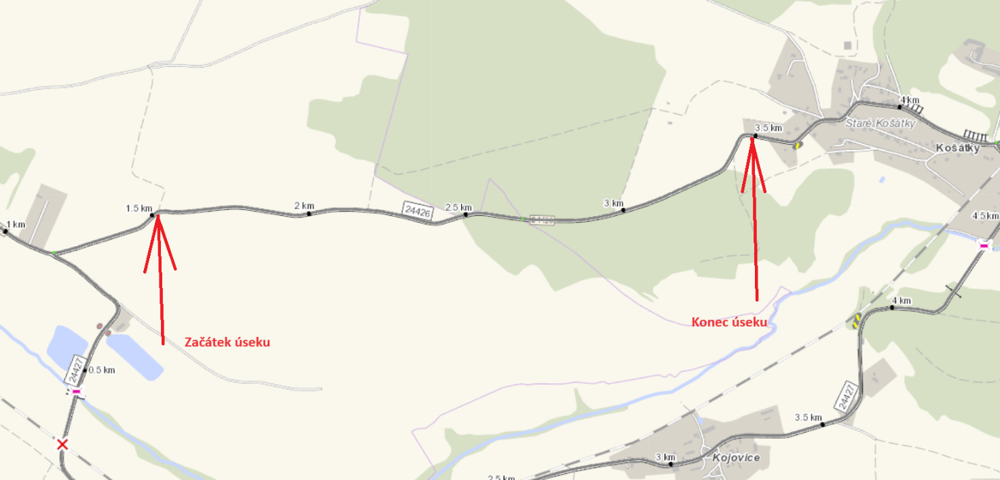 4 km
Staré Košátky
3.5 km
Košátky
1.5 km
2 km
24426
2.5 km
3 km
4.5 km
1 km
4 km
Konec úseku
Začátek úseku
24427
0.5 km
24427
3.5 km
3 km
Kojovice
2.5 km